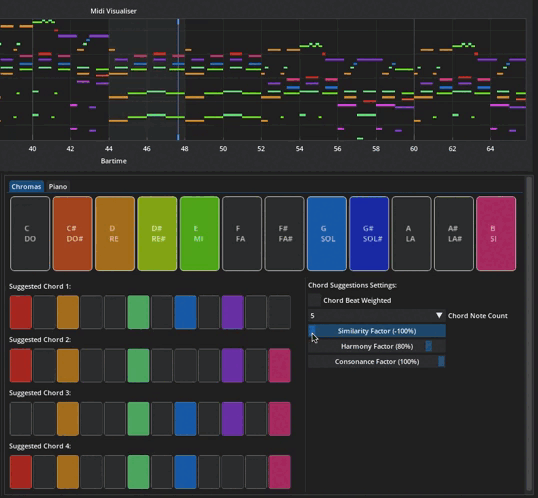 Midi Visualiser
40 42 44 46 48 50 52 54 56 58 60 62 64
Bartime
Chromas Piano
C C# D D# E F F# G G# A A# B
DO DO# RE RE# MI FA FA# SOL SOL# LA LA# SI
Suggested Chord 1:
Suggested Chord 2:
Suggested Chord 3:
Suggested Chord 4:
Chord Suggestions Settings:
Chord Beat Weighted
5 Chord Note Count
Similarity Factor (-100%)
Harmony Factor (80%)
Consonance Factor (100%)